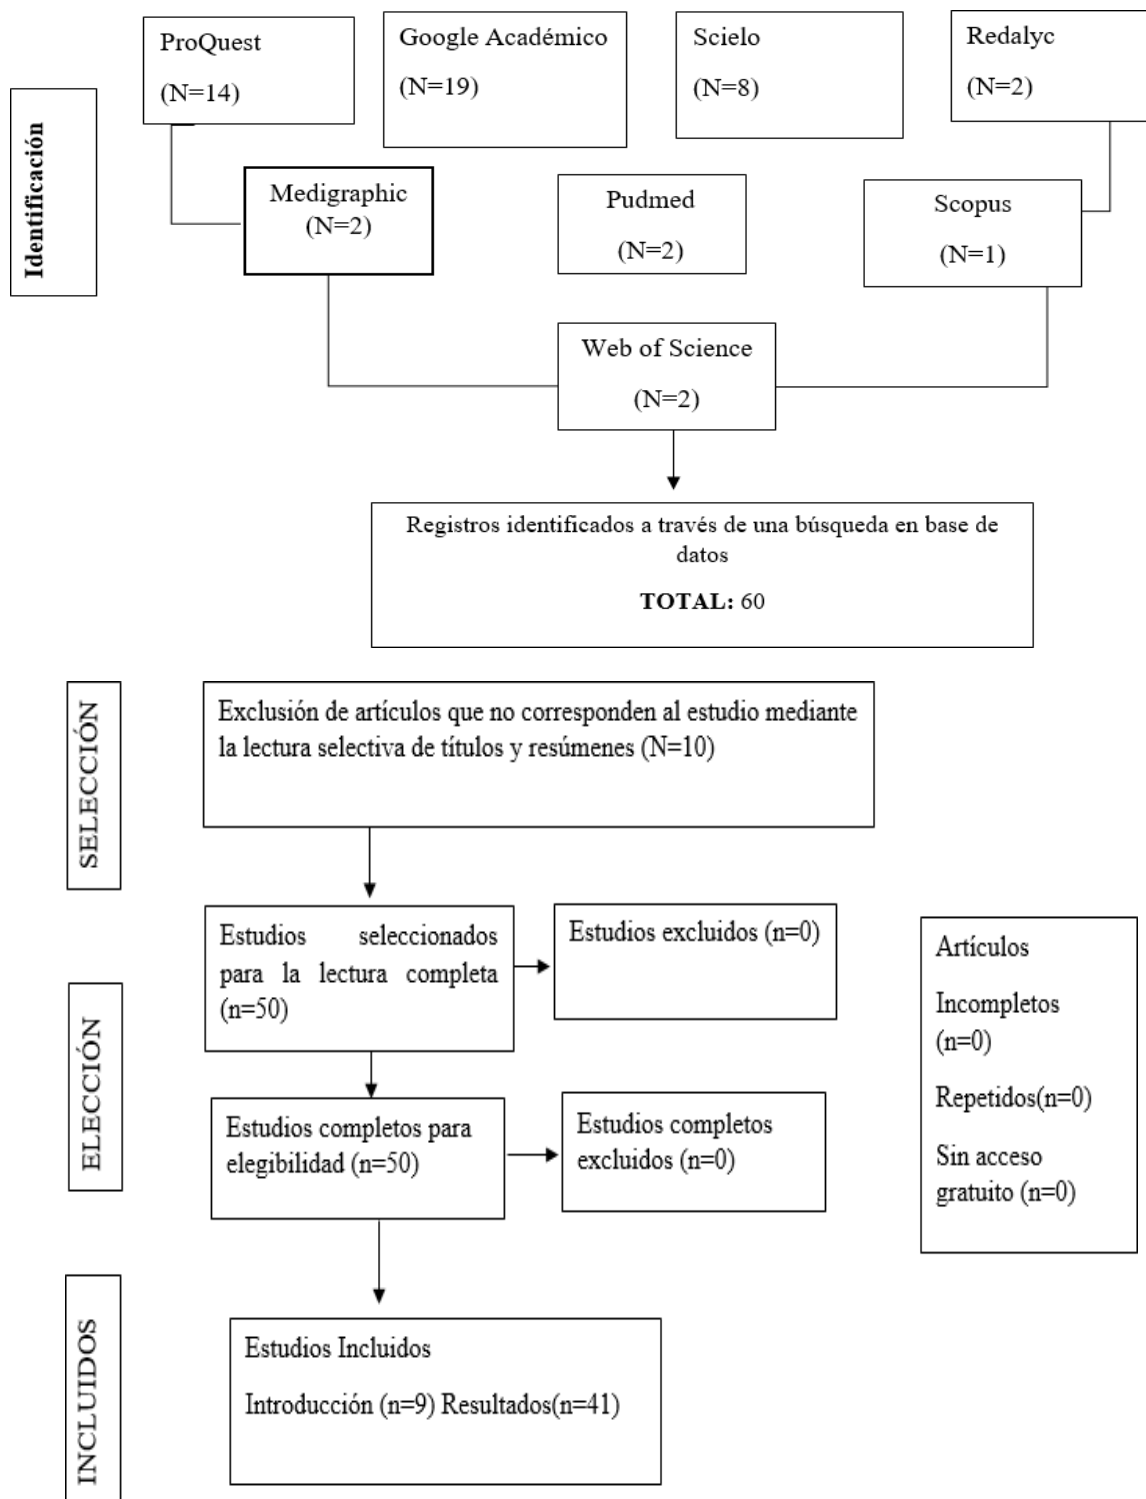 ProQuest
(N=14)
Google Académico
(N=19)
Scielo
(N=8)
Redalyc
(N=2)
Identificación
Medigraphic
(N=2)
Pudmed
(N=2)
Scopus
(N=1)
Web of Science
(N=2)
Registros identificados a través de una búsqueda en base de
datos
TOTAL: 60
SELECCIÓN
Exclusión de artículos que no corresponden al estudio mediante
la lectura selectiva de títulos y resúmenes (N=10)
Estudios seleccionados
para la lectura completa
(n=50)
Estudios excluidos (n=0)
Artículos
Incompletos
(n=0)
Repetidos(n=0)
Sin acceso
gratuito (n=0)
ELECCIÓN
Estudios completos para
elegibilidad (n=50)
Estudios completos
excluidos (n=0)
INCLUIDOS
Estudios Incluidos
Introducción (n=9) Resultados(n=41)